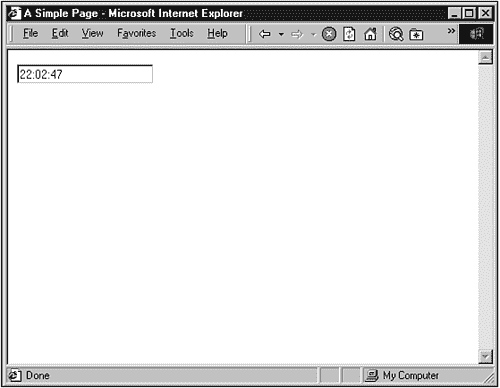 A Simple Page - Microsoft Internet Explorer
File Edit View Favorites Tools Help »
22:02:47
Done My Computer